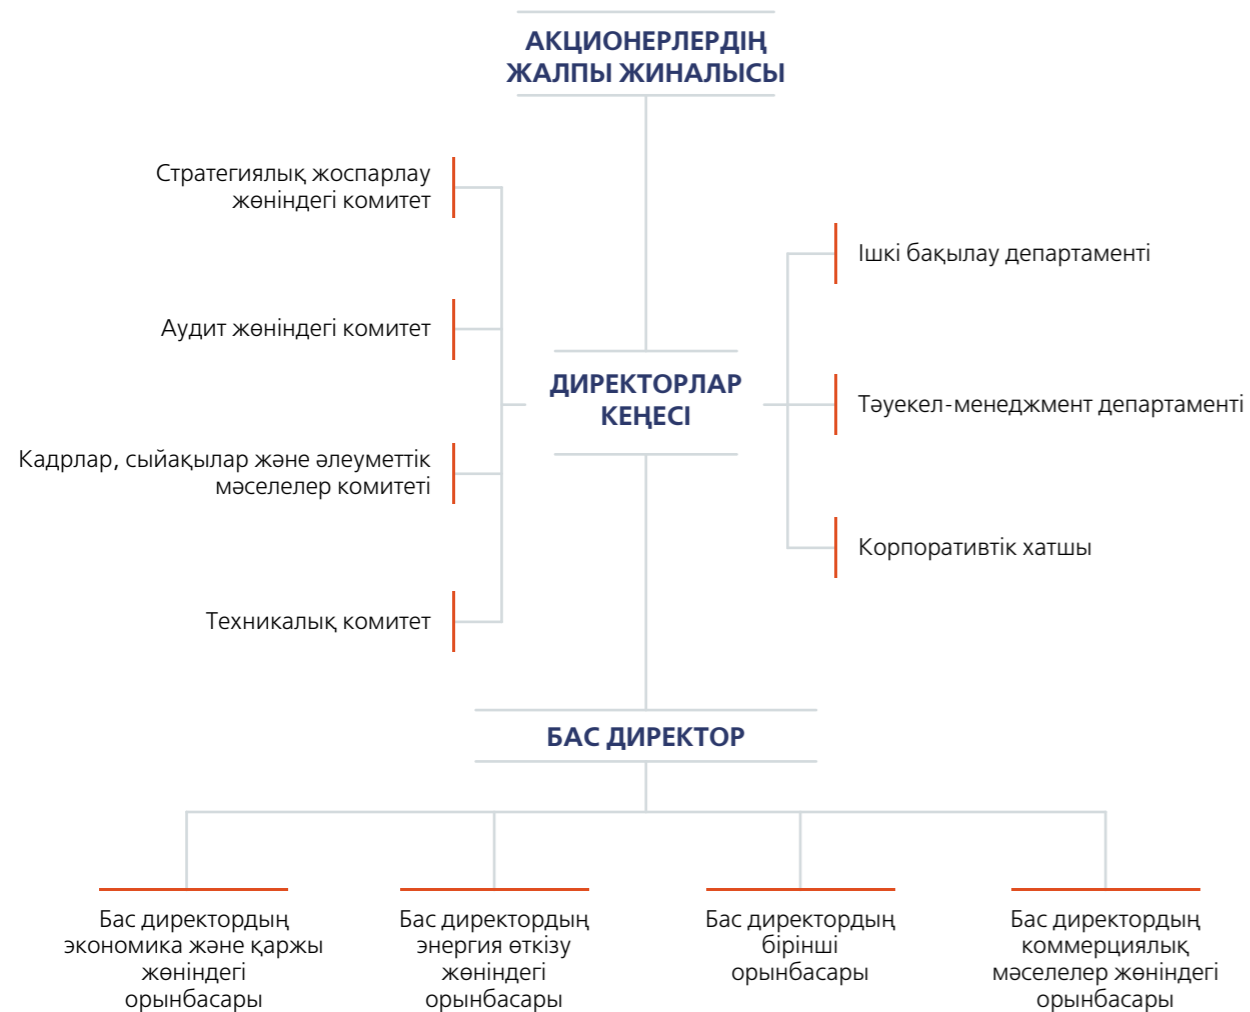 АКЦИОНЕРЛЕРДІҢ
ЖАЛПЫ ЖИНАЛЫСЫ
Стратегиялық жоспарлау
жөніндегі комитет
Аудит жөніндегі комитет
Кадрлар, сыйақылар және әлеуметтік
мәселелер комитеті
Техникалық комитет
ДИРЕКТОРЛАР
КЕҢЕСІ
Ішкі бақылау департаменті
Тәуекел-менеджмент департаменті
Корпоративтік хатшы
БАС ДИРЕКТОР
Бас директордың
экономика және қаржы
жөніндегі
орынбасары
Бас директордың
энергия өткізу
жөніндегі
орынбасары
Бас директордың
бірінші
орынбасары
Бас директордың
коммерциялық
мәселелер жөніндегі
орынбасары